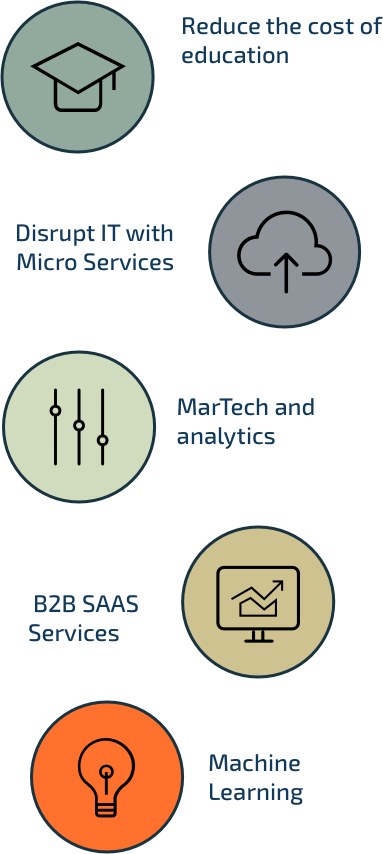 Reduce the cost of
education
Disrupt IT with
Micro Services
MarTech and
analytics
B2B SAAS
Services
Machine
Learning